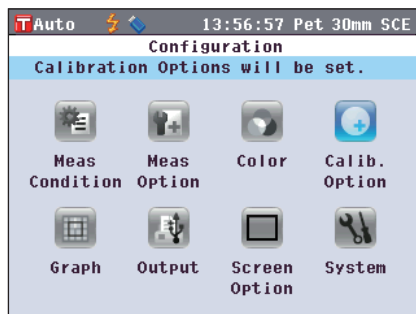 T Auto 13:56:57 Pet 30mm SCE
Configuration
Calibration Options will be set.
Meas Condition
Meas Option
Color
Calib. Option
Graph
Output
Screen Option
System